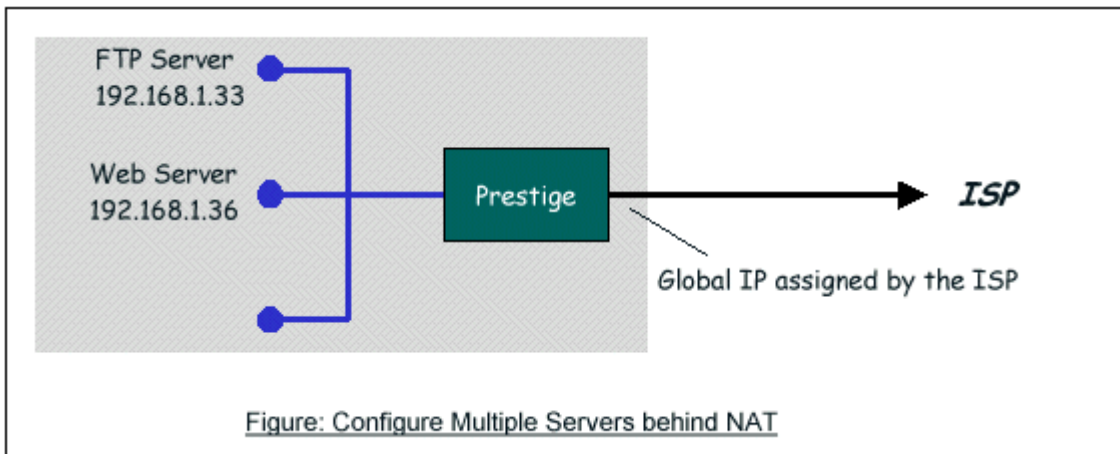 FTP Server
192.168.1.33
Web Server
192.168.1.36
Prestige
ISP
Global IP assigned by the ISP
Figure: Configure Multiple Servers behind NAT